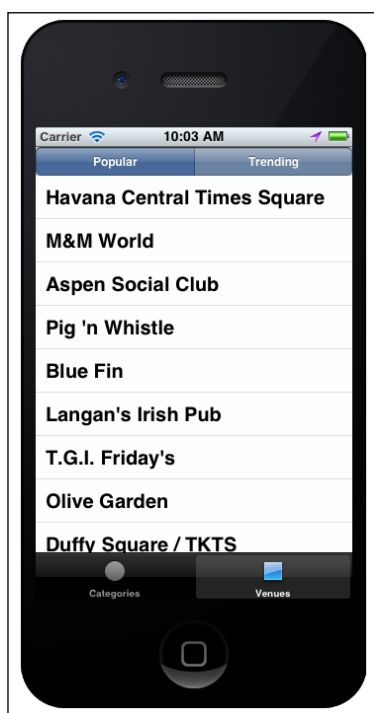 Carrier 10:03 AM
Popular Trending
Havana Central Times Square
M&M World
Aspen Social Club
Pig 'n Whistle
Blue Fin
Langan's Irish Pub
T.G.I. Friday's
Olive Garden
Duffy Square / TKTS
Categories Venues